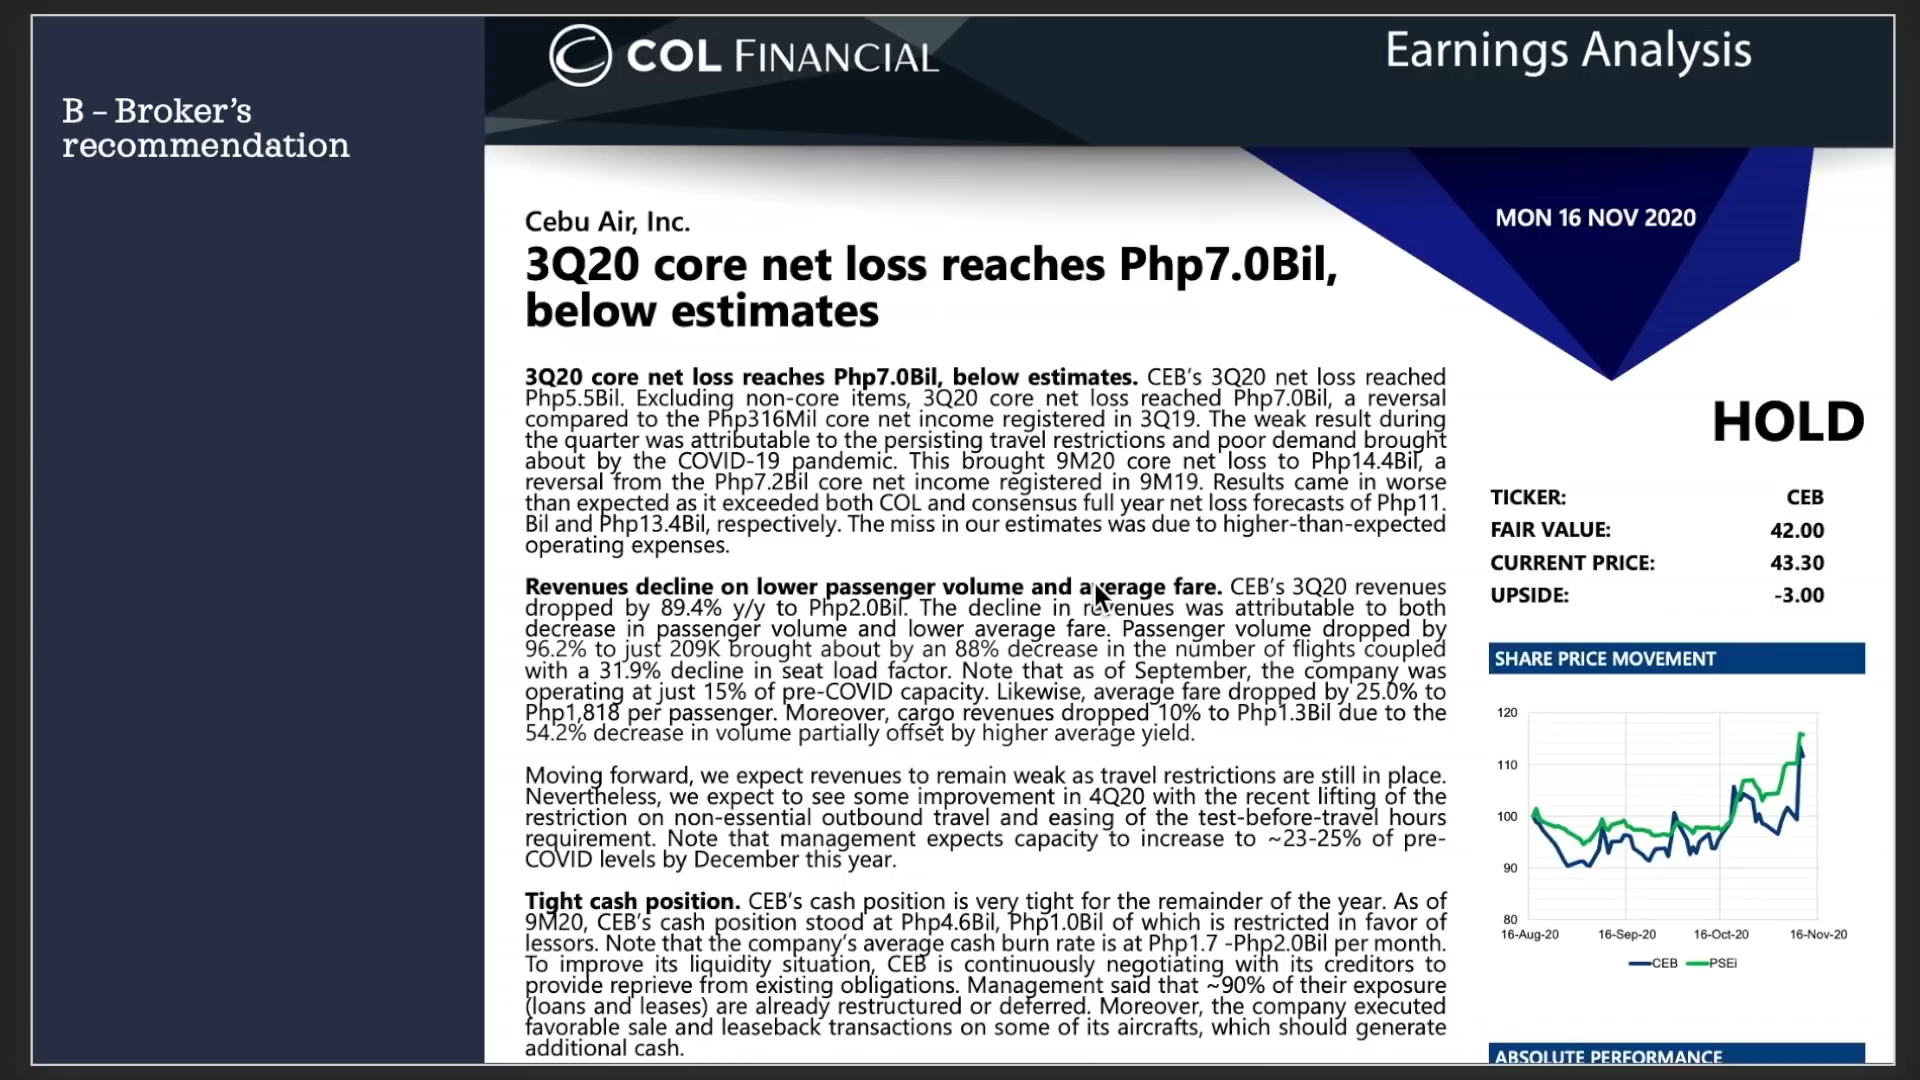 B – Broker's
recommendation
COL FINANCIAL
Earnings Analysis
MON 16 NOV 2020
Cebu Air, Inc.
3Q20 core net loss reaches Php7.0Bil,
below estimates
3Q20 core net loss reaches Php7.0Bil, below estimates. CEB's 3Q20 net loss reached
Php5.5Bil. Excluding non-core items, 3Q20 core net loss reached Php7.0Bil, a reversal
compared to the Php316Mil core net income registered in 3Q19. The weak result during
the quarter was attributable to the persisting travel restrictions and poor demand brought
about by the COVID-19 pandemic. This brought 9M20 core net loss to Php14.4Bil, a
reversal from the Php7.2Bil core net income registered in 9M19. Results came in worse
than expected as it exceeded both COL and consensus full year net loss forecasts of Php11.
Bil and Php13.4Bil, respectively. The miss in our estimates was due to higher-than-expected
operating expenses.
Revenues decline on lower passenger volume and average fare. CEB's 3Q20 revenues
dropped by 89.4% y/y to Php2.0Bil. The decline in revenues was attributable to both
decrease in passenger volume and lower average fare. Passenger volume dropped by
96.2% to just 209K brought about by an 88% decrease in the number of flights coupled
with a 31.9% decline in seat load factor. Note that as of September, the company was
operating at just 15% of pre-COVID capacity. Likewise, average fare dropped by 25.0% to
Php1,818 per passenger. Moreover, cargo revenues dropped 10% to Php1.3Bil due to the
54.2% decrease in volume partially offset by higher average yield.
Moving forward, we expect revenues to remain weak as travel restrictions are still in place.
Nevertheless, we expect to see some improvement in 4Q20 with the recent lifting of the
restriction on non-essential outbound travel and easing of the test-before-travel hours
requirement. Note that management expects capacity to increase to ~23-25% of pre-
COVID levels by December this year.
Tight cash position. CEB's cash position is very tight for the remainder of the year. As of
9M20, CEB's cash position stood at Php4.6Bil, Php1.0Bil of which is restricted in favor of
lessors. Note that the company's average cash burn rate is at Php1.7 -Php2.0Bil per month.
To improve its liquidity situation, CEB is continuously negotiating with its creditors to
provide reprieve from existing obligations. Management said that ~90% of their exposure
(loans and leases) are already restructured or deferred. Moreover, the company executed
favorable sale and leaseback transactions on some of its aircrafts, which should generate
additional cash.
HOLD
TICKER: CEB
FAIR VALUE: 42.00
CURRENT PRICE: 43.30
UPSIDE: -3.00
SHARE PRICE MOVEMENT
120
110
100
90
80
16-Aug-20 16-Sep-20 16-Oct-20 16-Nov-20
CEB PSEi
ABSOLUTE PERFORMANCE